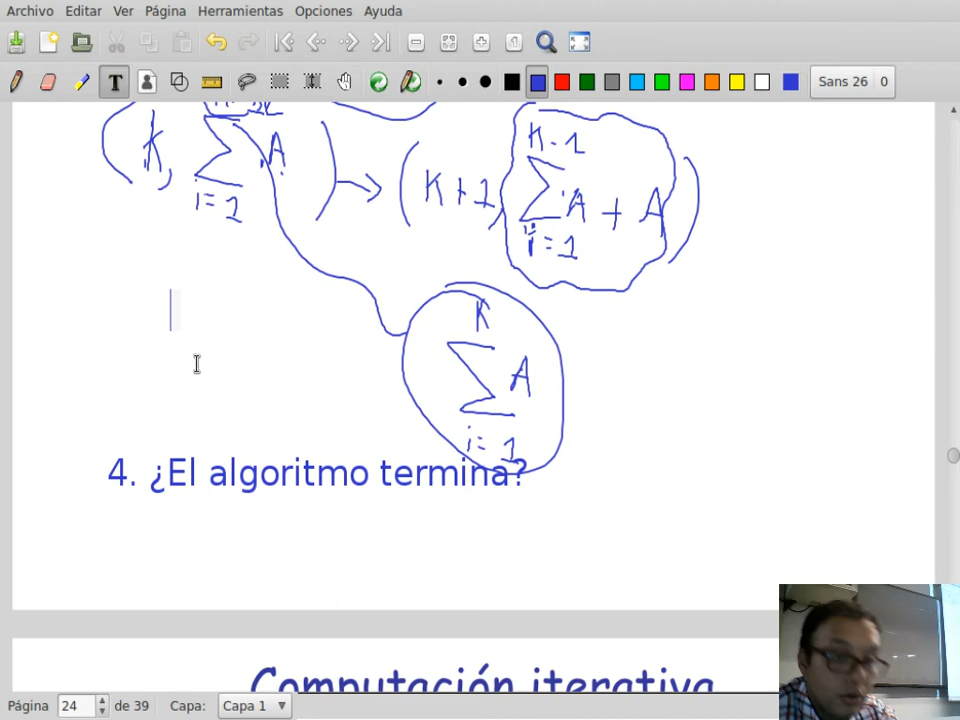 Archivo Editar Ver Página Herramientas Opciones Ayuda
T Sans 26 0
K-1
(K, Σ A) → (K+1, Σ A + A)
i=1 i=1
K
Σ A
i=1
4. ¿El algoritmo termina?
Computación iterativa
Página 24 de 39 Capa: Capa 1